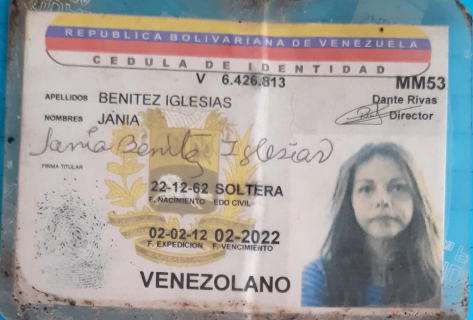 REPUBLICA BOLIVARIANA DE VENEZUELA
CEDULA DE IDENTIDAD
V 6.426.813
MM53
APELLIDOS BENITEZ IGLESIAS
Dante Rivas
NOMBRES JANIA
Director
Jania Benitez Iglesias
FIRMA TITULAR
22-12-62 SOLTERA
F. NACIMIENTO EDO CIVIL
02-02-12 02-2022
F. EXPEDICION F. VENCIMIENTO
VENEZOLANO